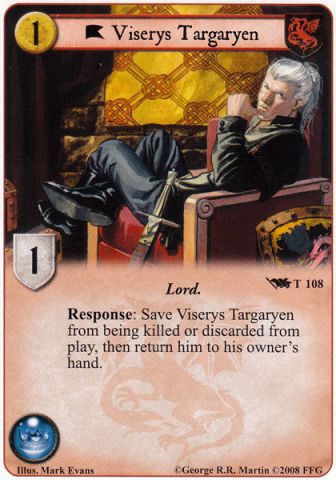 1
Viserys Targaryen
1
Lord.
T 108
Response: Save Viserys Targaryen
from being killed or discarded from
play, then return him to his owner's
hand.
Illus. Mark Evans
©George R.R. Martin ©2008 FFG